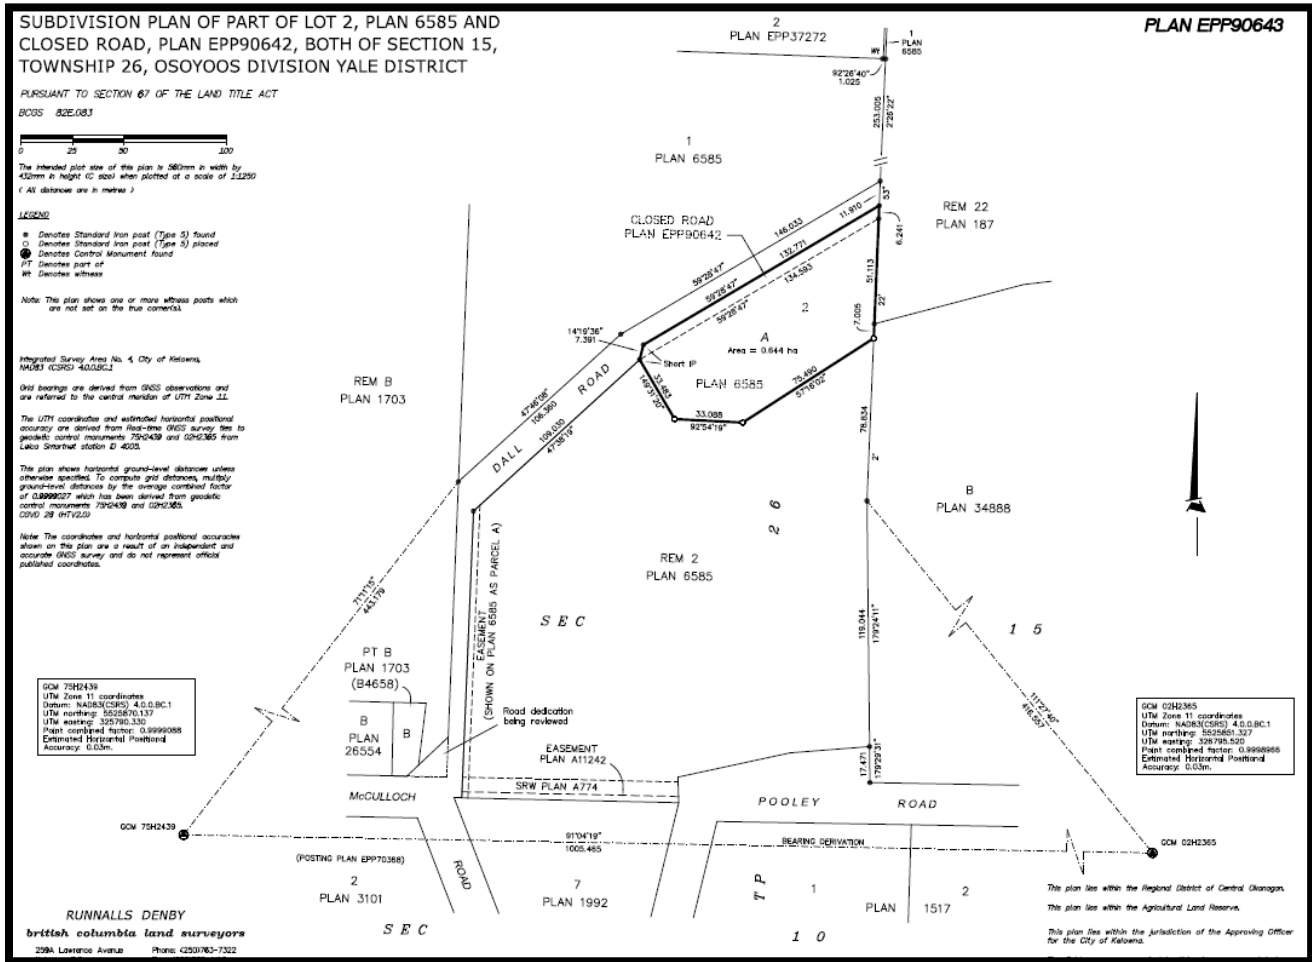 SUBDIVISION PLAN OF PART OF LOT 2, PLAN 6585 AND
CLOSED ROAD, PLAN EPP90642, BOTH OF SECTION 15,
TOWNSHIP 26, OSOYOOS DIVISION YALE DISTRICT
PLAN EPP90643
PURSUANT TO SECTION 67 OF THE LAND TITLE ACT
BCGS 82E.083
0 25 50 100
The intended plot size of this plan is 560mm in width by
432mm in height (C size) when plotted at a scale of 1:1250
( All distances are in metres )
LEGEND
Denotes Standard Iron post (Type 5) found
Denotes Standard Iron post (Type 5) placed
Denotes Control Monument found
PT Denotes part of
Wt Denotes witness
Note: This plan shows one or more witness posts which
are not set on the true corner(s).
Integrated Survey Area No. 4, City of Kelowna,
NAD83 (CSRS) 4.0.0.BC.1
Grid bearings are derived from GNSS observations and
are referred to the central meridian of UTM Zone 11.
The UTM coordinates and estimated horizontal positional
accuracy are derived from Real-time GNSS survey ties to
geodetic control monuments 75H2439 and 02H2365 from
Leica Smartnet station ID 4005.
This plan shows horizontal ground-level distances unless
otherwise specified. To compute grid distances, multiply
ground-level distances by the average combined factor
of 0.9999027 which has been derived from geodetic
control monuments 75H2439 and 02H2365.
CGVD 28 (HTV2.0)
Note: The coordinates and horizontal positional accuracies
shown on this plan are a result of an independent and
accurate GNSS survey and do not represent official
published coordinates.
2
PLAN EPP37272
1
PLAN
6585
Wt
92°26'40"
1.025
253.005
2°26'22"
1
PLAN 6585
CLOSED ROAD
PLAN EPP90642
REM 22
PLAN 187
53"
11.910
146.033
59°28'47"
132.771
59°28'47"
134.593
59°28'47"
6.241
51.113
22'
7.005
2
A
Area = 0.644 ha
PLAN 6585
14°19'36"
7.391
Short IP
33.483
149°31'20"
33.088
92°54'19"
75.490
57°16'02"
78.834
2'
REM B
PLAN 1703
47°46'08"
106.360
DALL ROAD
109.030
47°38'19"
B
PLAN 34888
26
REM 2
PLAN 6585
SEC
15
EASEMENT
(SHOWN ON PLAN 6585 AS PARCEL A)
71°11'15"
443.179
119.044
179°24'11"
111°27'40"
416.557
PT B
PLAN 1703
(B4658)
B
PLAN
26554
B
Road dedication
being reviewed
EASEMENT
PLAN A11242
SRW PLAN A774
17.471
179°29'31"
GCM 75H2439
UTM Zone 11 coordinates
Datum: NAD83(CSRS) 4.0.0.BC.1
UTM northing: 5525870.137
UTM easting: 325790.330
Point combined factor: 0.9999088
Estimated Horizontal Positional
Accuracy: 0.03m.
GCM 02H2365
UTM Zone 11 coordinates
Datum: NAD83(CSRS) 4.0.0.BC.1
UTM northing: 5525851.327
UTM easting: 326795.520
Point combined factor: 0.9998966
Estimated Horizontal Positional
Accuracy: 0.03m.
McCULLOCH
ROAD
POOLEY ROAD
GCM 75H2439
91°04'19"
1005.465
BEARING DERIVATION
GCM 02H2365
(POSTING PLAN EPP70368)
2
PLAN 3101
7
PLAN 1992
TP
1
2
PLAN 1517
SEC
10
RUNNALLS DENBY
british columbia land surveyors
259A Lawrence Avenue Phone: (250)763-7322
This plan lies within the Regional District of Central Okanagan.
This plan lies within the Agricultural Land Reserve.
This plan lies within the jurisdiction of the Approving Officer
for the City of Kelowna.